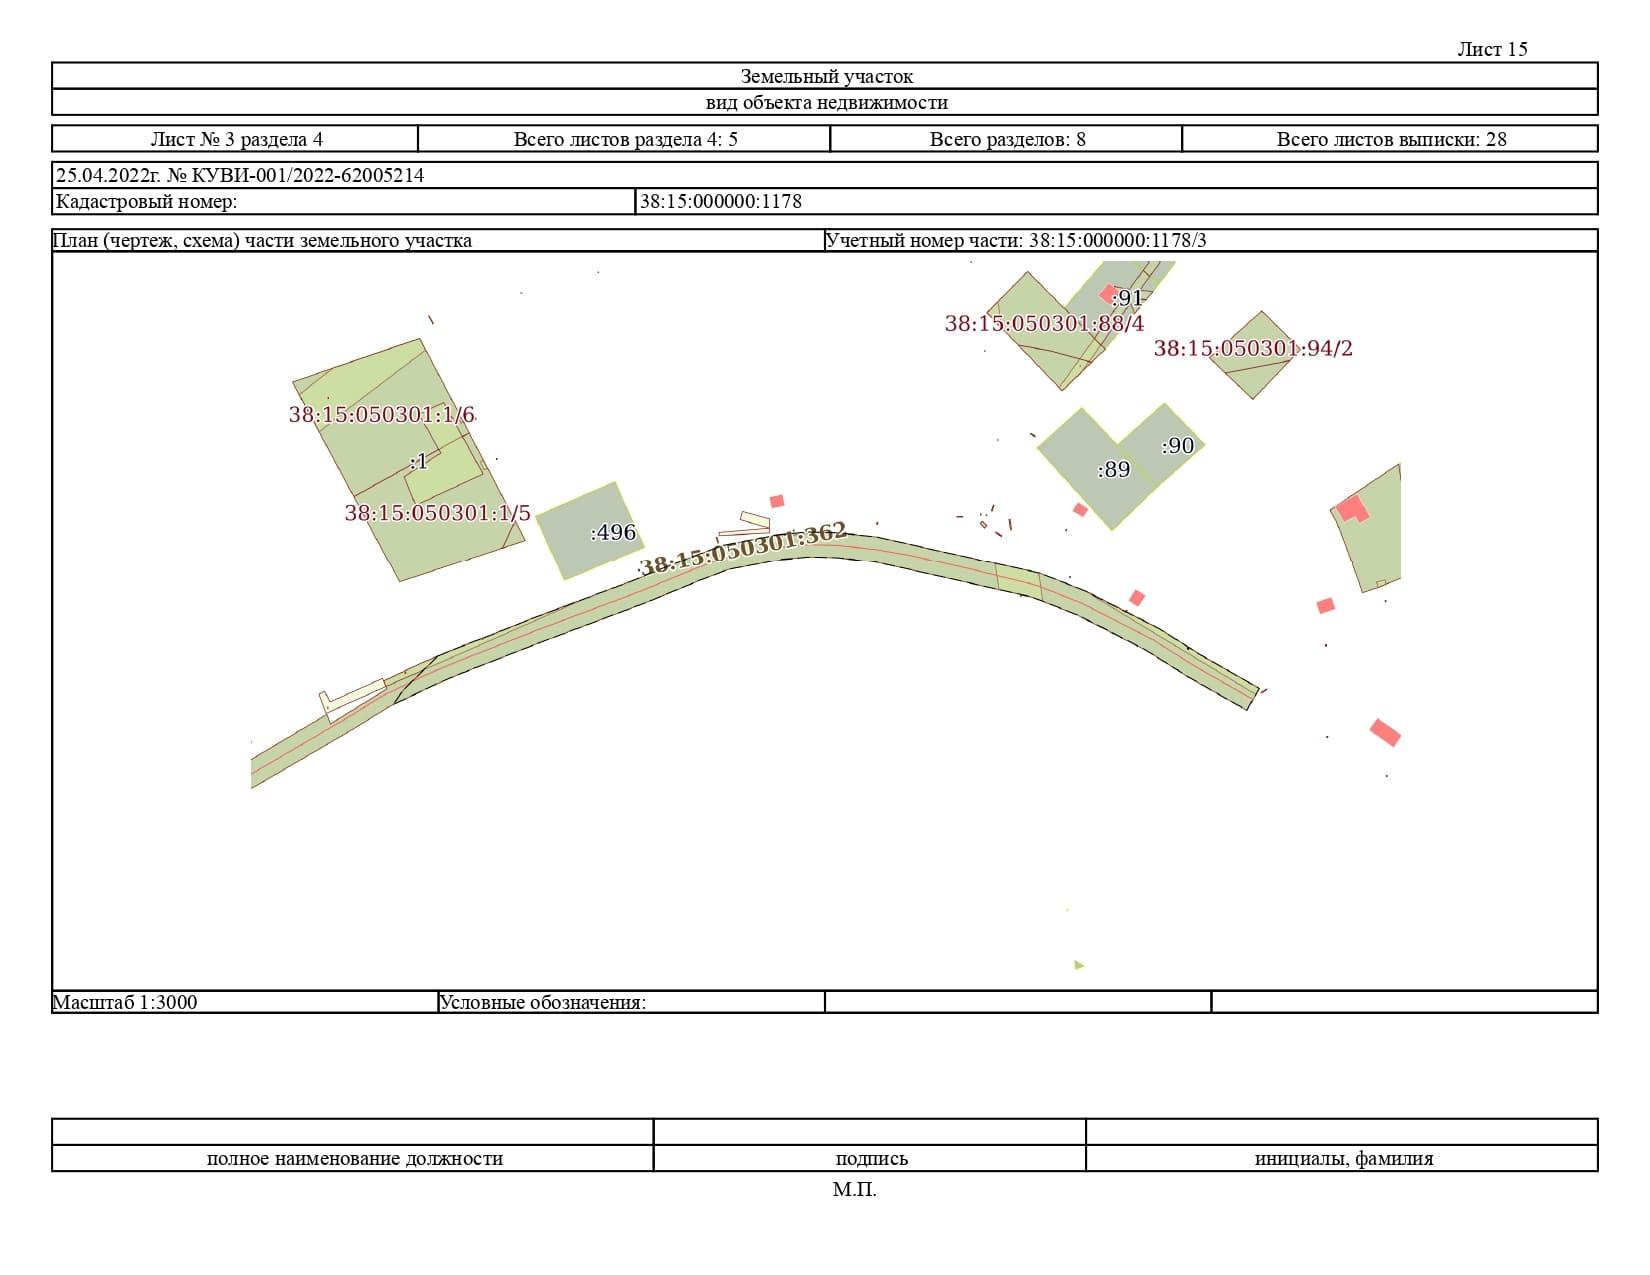 Лист 15
Земельный участок
вид объекта недвижимости
Лист № 3 раздела 4 Всего листов раздела 4: 5 Всего разделов: 8 Всего листов выписки: 28
25.04.2022г. № КУВИ-001/2022-62005214
Кадастровый номер: 38:15:000000:1178
План (чертеж, схема) части земельного участка Учетный номер части: 38:15:000000:1178/3
:91
38:15:050301:88/4
38:15:050301:94/2
38:15:050301:1/6
:90
:1
:89
38:15:050301:1/5
:496
38:15:050301:362
Масштаб 1:3000 Условные обозначения:
полное наименование должности подпись инициалы, фамилия
М.П.